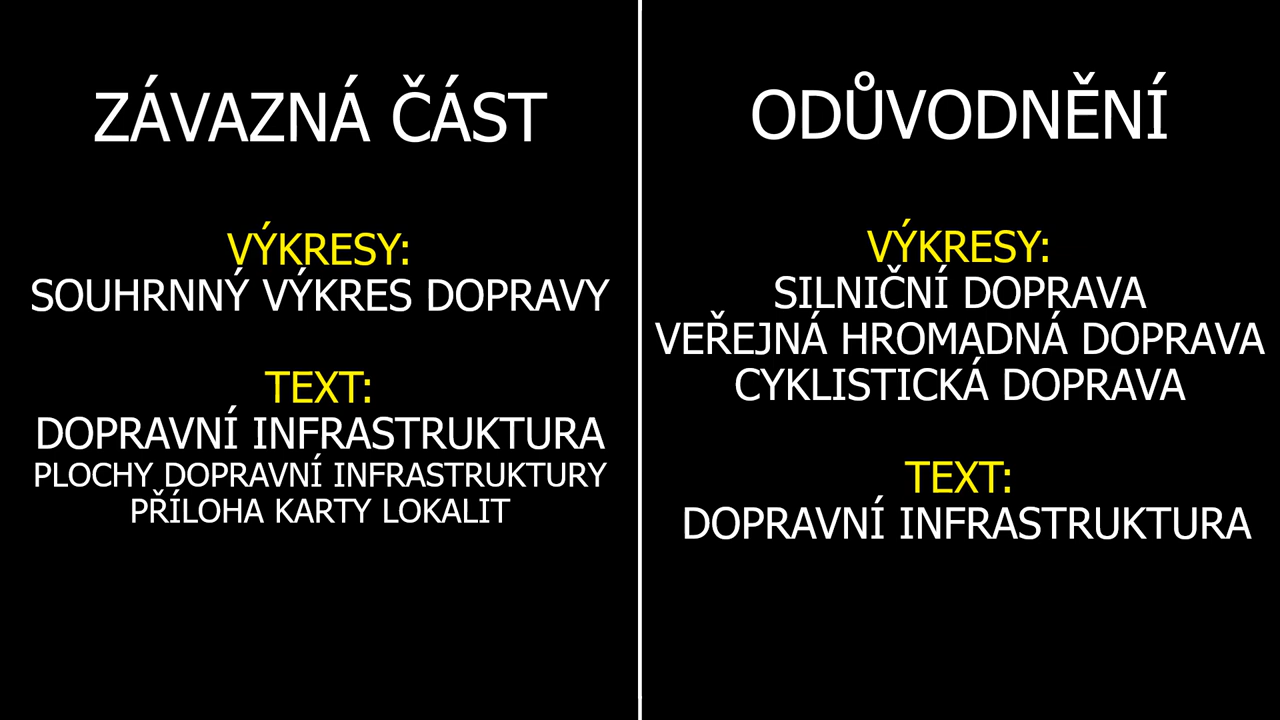 ZÁVAZNÁ ČÁST
VÝKRESY:
SOUHRNNÝ VÝKRES DOPRAVY
TEXT:
DOPRAVNÍ INFRASTRUKTURA
PLOCHY DOPRAVNÍ INFRASTRUKTURY
PŘÍLOHA KARTY LOKALIT
ODŮVODNĚNÍ
VÝKRESY:
SILNIČNÍ DOPRAVA
VEŘEJNÁ HROMADNÁ DOPRAVA
CYKLISTICKÁ DOPRAVA
TEXT:
DOPRAVNÍ INFRASTRUKTURA